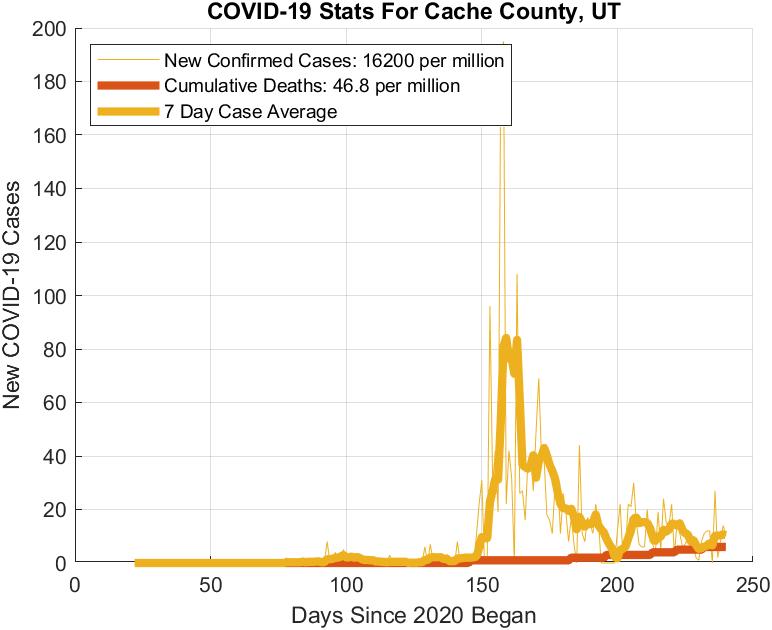 COVID-19 Stats For Cache County, UT
200
180
160
140
120
100
80
60
40
20
0
New COVID-19 Cases
New Confirmed Cases: 16200 per million
Cumulative Deaths: 46.8 per million
7 Day Case Average
0 50 100 150 200 250
Days Since 2020 Began